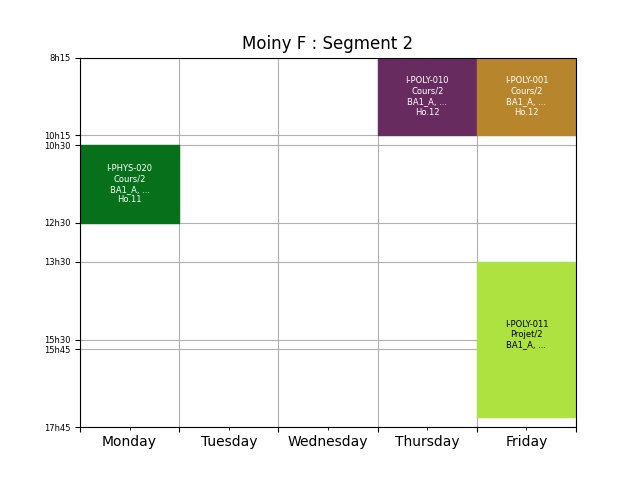 Moiny F : Segment 2
8h15
I-POLY-010
Cours/2
BA1_A, ...
Ho.12
I-POLY-001
Cours/2
BA1_A, ...
Ho.12
10h15
10h30
I-PHYS-020
Cours/2
BA1_A, ...
Ho.11
12h30
13h30
I-POLY-011
Projet/2
BA1_A, ...
15h30
15h45
17h45
Monday
Tuesday
Wednesday
Thursday
Friday